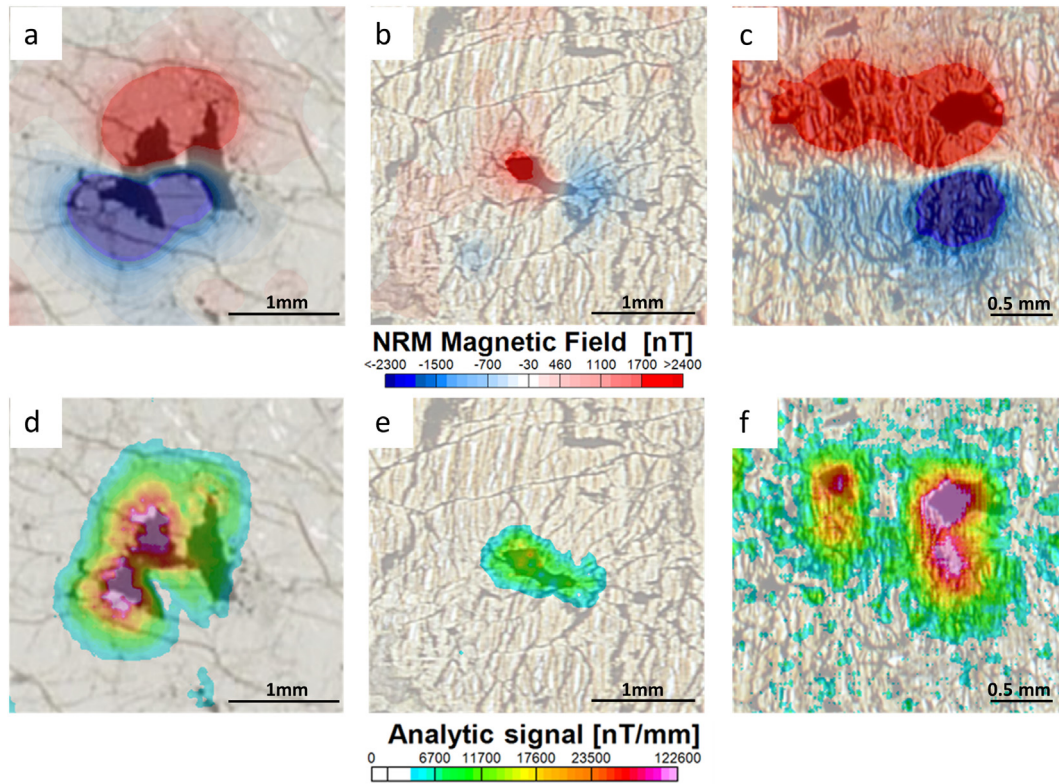 a
b
c
1mm
1mm
0.5 mm
NRM Magnetic Field [nT]
<-2300 -1500 -700 -30 460 1100 1700 >2400
d
e
f
1mm
1mm
0.5 mm
Analytic signal [nT/mm]
0 6700 11700 17600 23500 122600